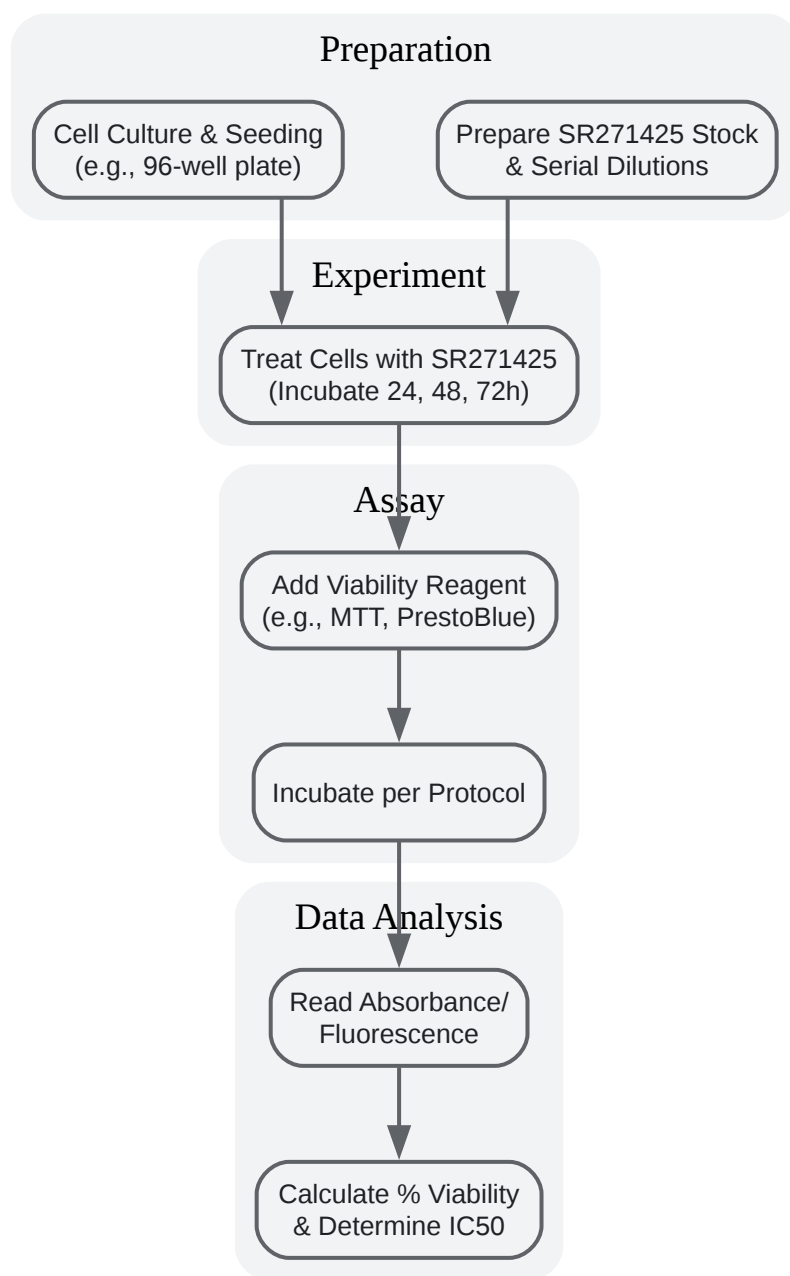 Preparation
Cell Culture & Seeding
(e.g., 96-well plate)
Prepare SR271425 Stock
& Serial Dilutions
Experiment
Treat Cells with SR271425
(Incubate 24, 48, 72h)
Assay
Add Viability Reagent
(e.g., MTT, PrestoBlue)
Incubate per Protocol
Data Analysis
Read Absorbance/
Fluorescence
Calculate % Viability
& Determine IC50